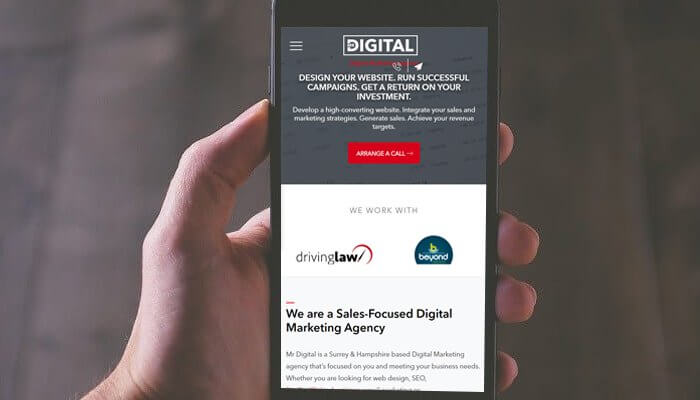 DIGITAL
DESIGN YOUR WEBSITE. RUN SUCCESSFUL
CAMPAIGNS. GET A RETURN ON YOUR
INVESTMENT.
Develop a high-converting website. Integrate your sales and
marketing strategies. Generate sales. Achieve your revenue
targets.
ARRANGE A CALL
WE WORK WITH
drivinglaw
beyond
We are a Sales-Focused Digital
Marketing Agency
Mr Digital is a Surrey & Hampshire based Digital Marketing
agency that's focused on you and meeting your business needs.
Whether you are looking for web design, SEO,